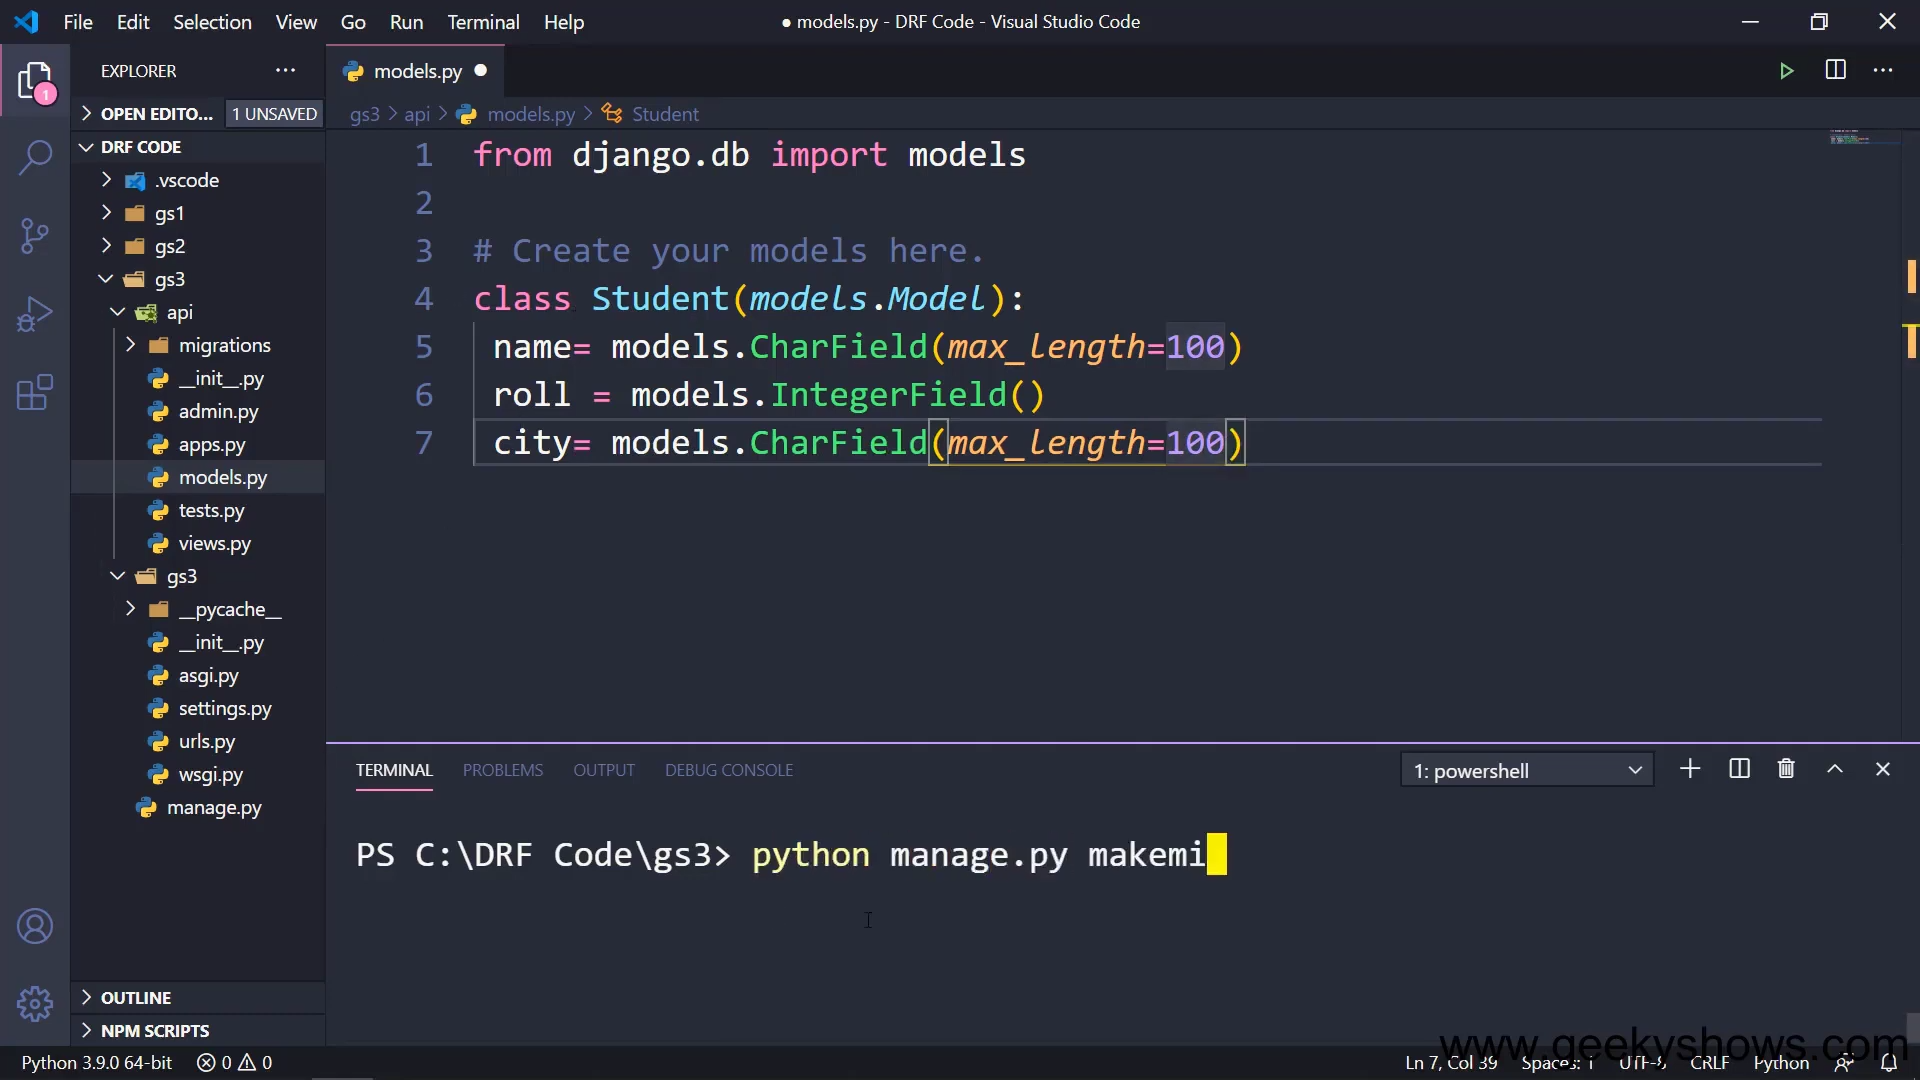 File Edit Selection View Go Run Terminal Help
● models.py - DRF Code - Visual Studio Code
EXPLORER
1
OPEN EDITO... 1 UNSAVED
DRF CODE
.vscode
gs1
gs2
gs3
api
migrations
__init__.py
admin.py
apps.py
models.py
tests.py
views.py
gs3
__pycache__
__init__.py
asgi.py
settings.py
urls.py
wsgi.py
manage.py
OUTLINE
NPM SCRIPTS
models.py
gs3 > api > models.py > Student
1 from django.db import models
2
3 # Create your models here.
4 class Student(models.Model):
5 name= models.CharField(max_length=100)
6 roll = models.IntegerField()
7 city= models.CharField(max_length=100)
TERMINAL PROBLEMS OUTPUT DEBUG CONSOLE 1: powershell
PS C:\DRF Code\gs3> python manage.py makemi
www.geekyshows.com
Python 3.9.0 64-bit 0 0 Ln 7, Col 39 Spaces: 1 UTF-8 CRLF Python